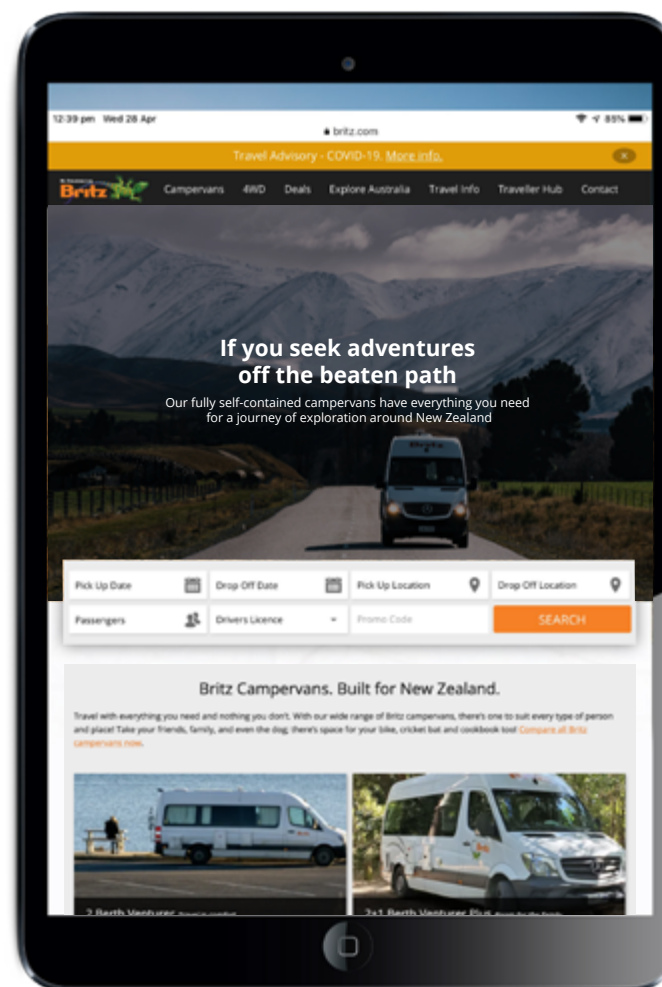 12:39 pm Wed 28 Apr
britz.com
85%
Travel Advisory - COVID-19. More info.
Britz
Campervans 4WD Deals Explore Australia Travel Info Traveller Hub Contact
If you seek adventures
off the beaten path
Our fully self-contained campervans have everything you need
for a journey of exploration around New Zealand
Britz
Pick Up Date Drop Off Date Pick Up Location Drop Off Location
Passengers Drivers Licence Promo Code SEARCH
Britz Campervans. Built for New Zealand.
Travel with everything you need and nothing you don't. With our wide range of Britz campervans, there's one to suit every type of person
and place! Take your friends, family, and even the dog; there's space for your bike, cricket bat and cookbook too! Compare all Britz
campervans now.
Britz
2 Berth Venturer
2+1 Berth Venturer Plus